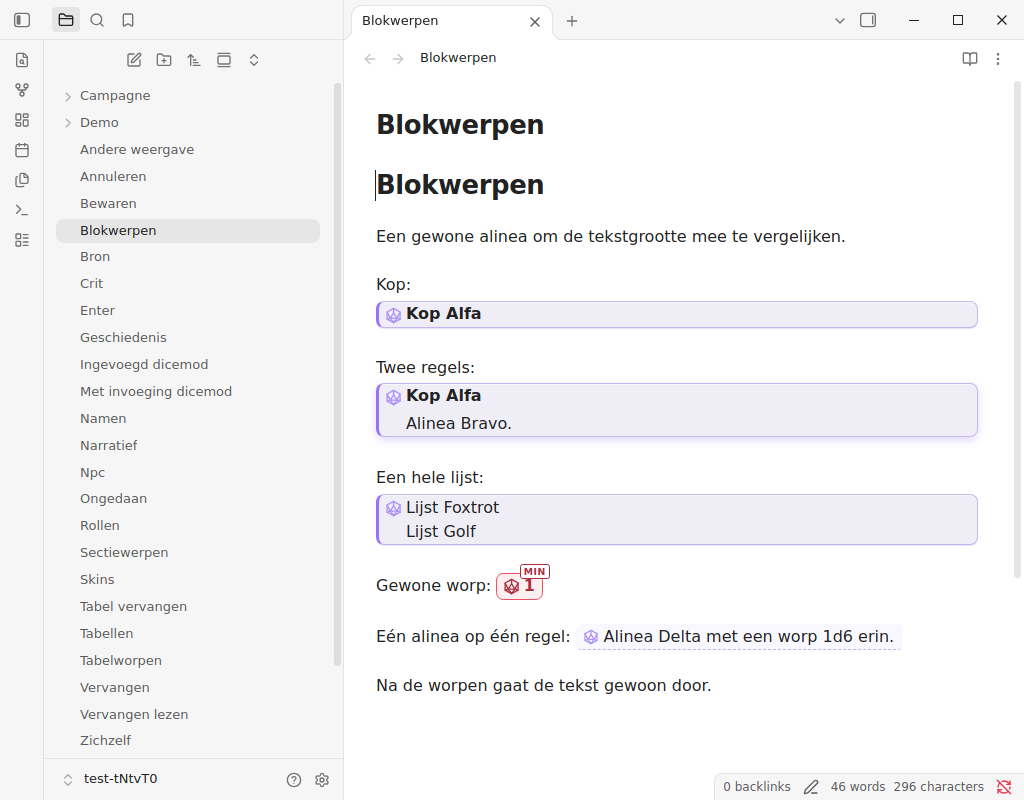 Blokwerpen
Blokwerpen
Campagne
Demo
Andere weergave
Annuleren
Bewaren
Blokwerpen
Bron
Crit
Enter
Geschiedenis
Ingevoegd dicemod
Met invoeging dicemod
Namen
Narratief
Npc
Ongedaan
Rollen
Sectiewerpen
Skins
Tabel vervangen
Tabellen
Tabelworpen
Vervangen
Vervangen lezen
Zichzelf
test-tNtvT0
Blokwerpen
Blokwerpen
Een gewone alinea om de tekstgrootte mee te vergelijken.
Kop:
Kop Alfa
Twee regels:
Kop Alfa
Alinea Bravo.
Een hele lijst:
Lijst Foxtrot
Lijst Golf
Gewone worp: 1 MIN
Eén alinea op één regel: Alinea Delta met een worp 1d6 erin.
Na de worpen gaat de tekst gewoon door.
0 backlinks 46 words 296 characters